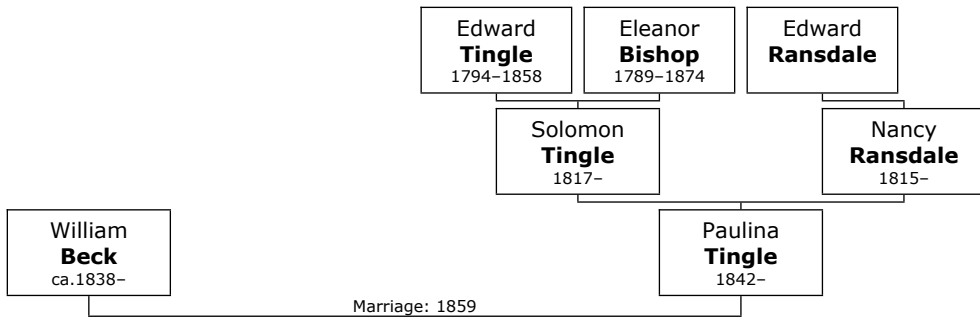 Edward
Tingle
1794–1858
Eleanor
Bishop
1789–1874
Edward
Ransdale
Solomon
Tingle
1817–
Nancy
Ransdale
1815–
William
Beck
ca.1838–
Paulina
Tingle
1842–
Marriage: 1859